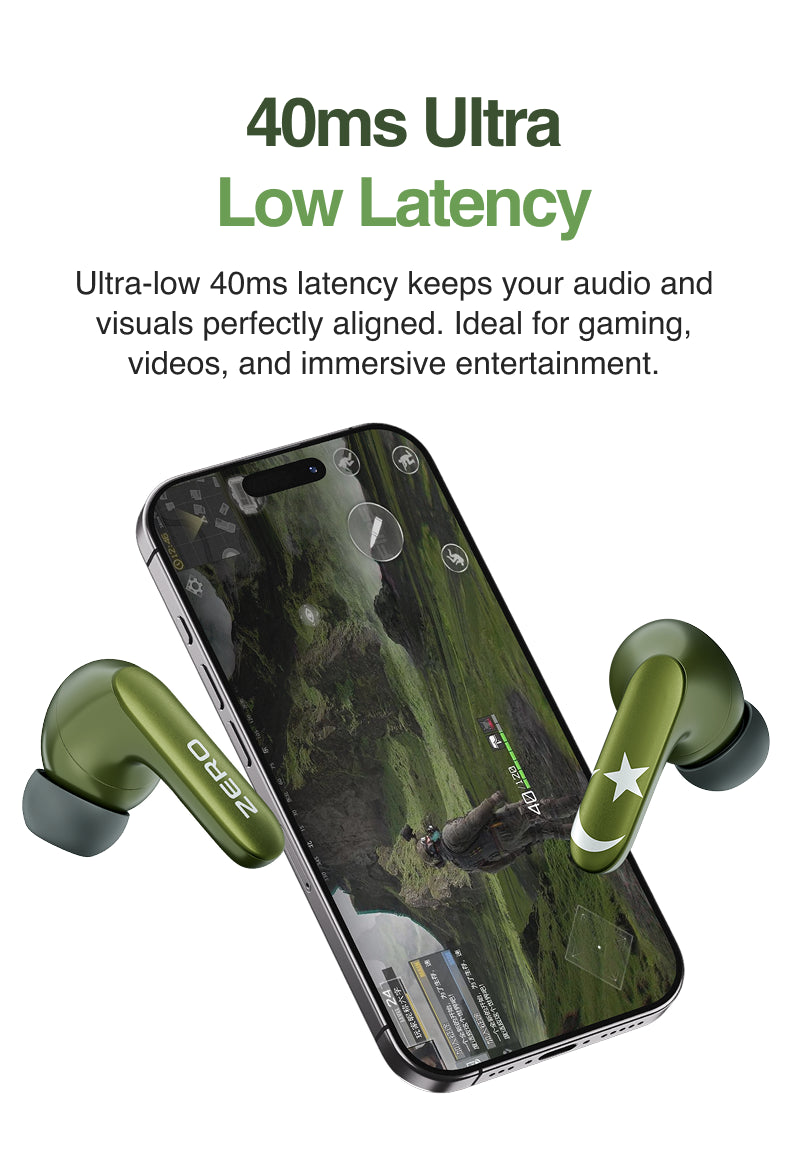 40ms Ultra
Low Latency
Ultra-low 40ms latency keeps your audio and
visuals perfectly aligned. Ideal for gaming,
videos, and immersive entertainment.
ZERO
40/120
24